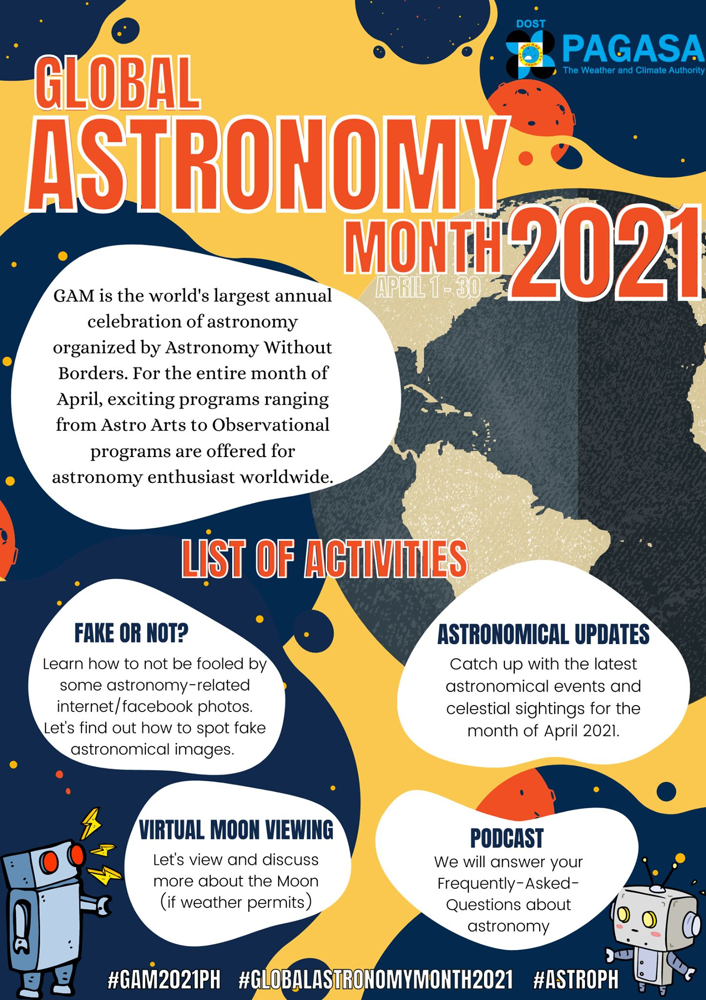 DOST
PAGASA
The Weather and Climate Authority
GLOBAL
ASTRONOMY
MONTH 2021
APRIL 1 - 30
GAM is the world's largest annual
celebration of astronomy
organized by Astronomy Without
Borders. For the entire month of
April, exciting programs ranging
from Astro Arts to Observational
programs are offered for
astronomy enthusiast worldwide.
LIST OF ACTIVITIES
FAKE OR NOT?
Learn how to not be fooled by
some astronomy-related
internet/facebook photos.
Let's find out how to spot fake
astronomical images.
ASTRONOMICAL UPDATES
Catch up with the latest
astronomical events and
celestial sightings for the
month of April 2021.
VIRTUAL MOON VIEWING
Let's view and discuss
more about the Moon
(if weather permits)
PODCAST
We will answer your
Frequently-Asked-
Questions about
astronomy
#GAM2021PH #GLOBALASTRONOMYMONTH2021 #ASTROPH